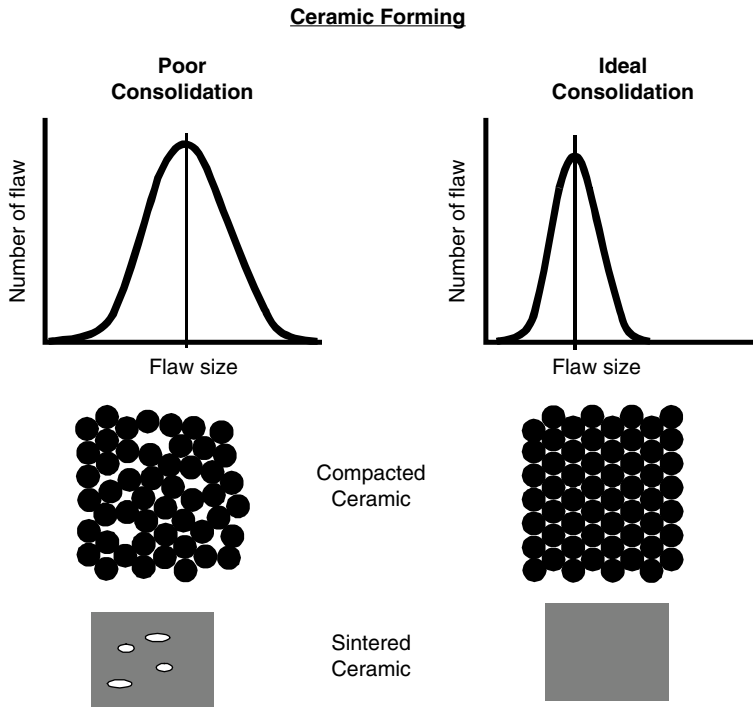 Ceramic Forming
Poor
Consolidation
Ideal
Consolidation
Number of flaw
Flaw size
Number of flaw
Flaw size
Compacted
Ceramic
Sintered
Ceramic